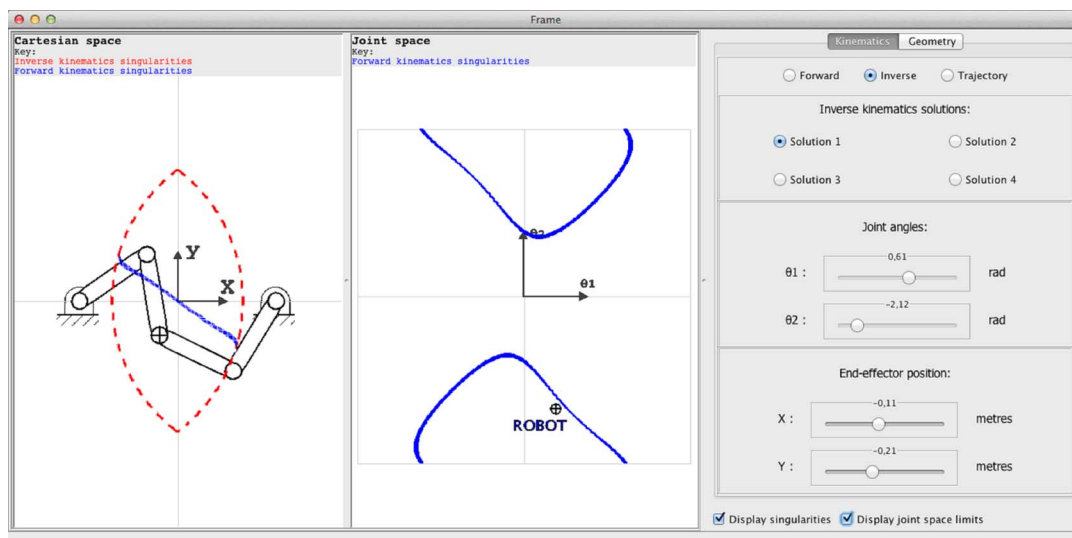 Frame
Cartesian space
Key:
Inverse kinematics singularities
Forward kinematics singularities
Y
X
Joint space
Key:
Forward kinematics singularities
θ2
θ1
ROBOT
Kinematics Geometry
Forward Inverse Trajectory
Inverse kinematics solutions:
Solution 1 Solution 2
Solution 3 Solution 4
Joint angles:
0,61
θ1 : rad
-2,12
θ2 : rad
End-effector position:
-0,11
X : metres
-0,21
Y : metres
Display singularities Display joint space limits